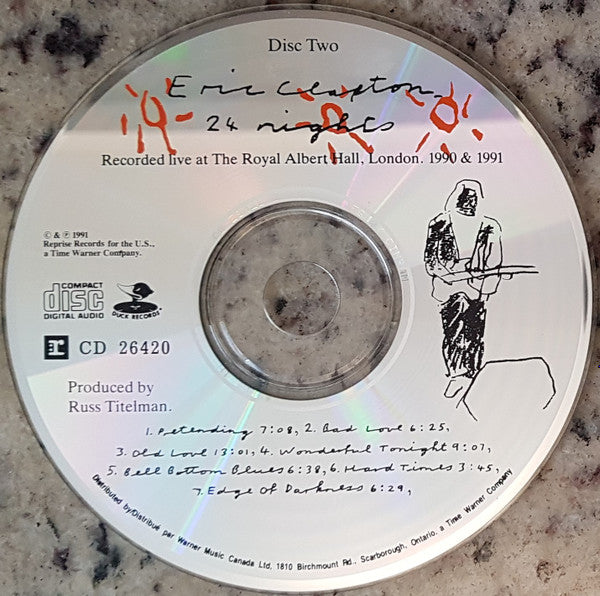 Disc Two
Eric Clapton
24 nights
Recorded live at The Royal Albert Hall, London. 1990 & 1991
© & ℗ 1991
Reprise Records for the U.S.,
a Time Warner Company.
COMPACT
disc
DIGITAL AUDIO
DUCK RECORDS
r CD 26420
Produced by
Russ Titelman.
1. Pretending 7:08, 2. Bad Love 6:25,
3. Old Love 13:01, 4. Wonderful Tonight 9:07,
5. Bell Bottom Blues 6:38, 6. Hard Times 3:45,
7. Edge of Darkness 6:29,
Distributed by/Distribué par Warner Music Canada Ltd, 1810 Birchmount Rd., Scarborough, Ontario, a Time Warner Company